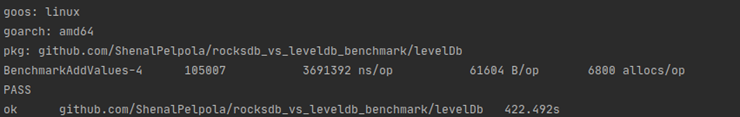 goos: linux
goarch: amd64
pkg: github.com/ShenalPelpola/rocksdb_vs_leveldb_benchmark/levelDb
BenchmarkAddValues-4 105007 3691392 ns/op 61604 B/op 6800 allocs/op
PASS
ok github.com/ShenalPelpola/rocksdb_vs_leveldb_benchmark/levelDb 422.492s